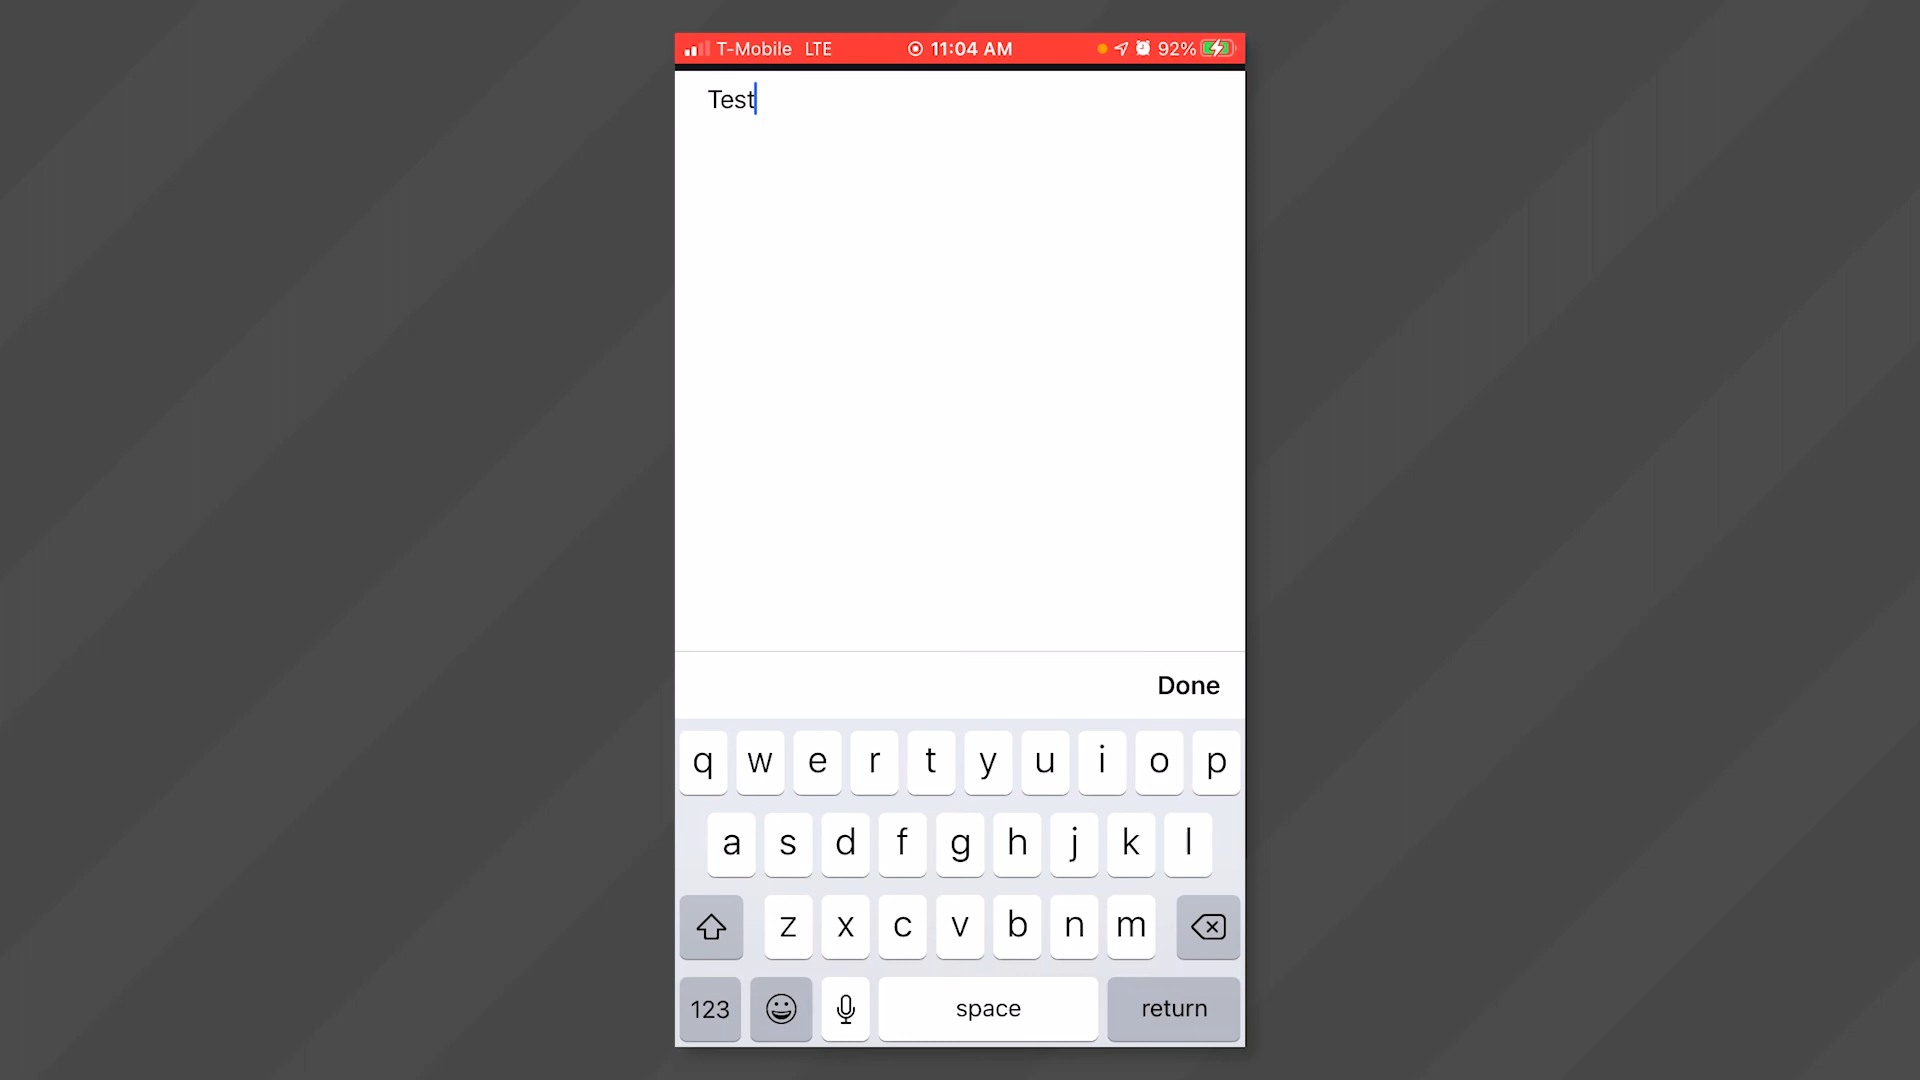 T-Mobile LTE 11:04 AM 92%
Test
Done
q w e r t y u i o p
a s d f g h j k l
z x c v b n m
123 space return